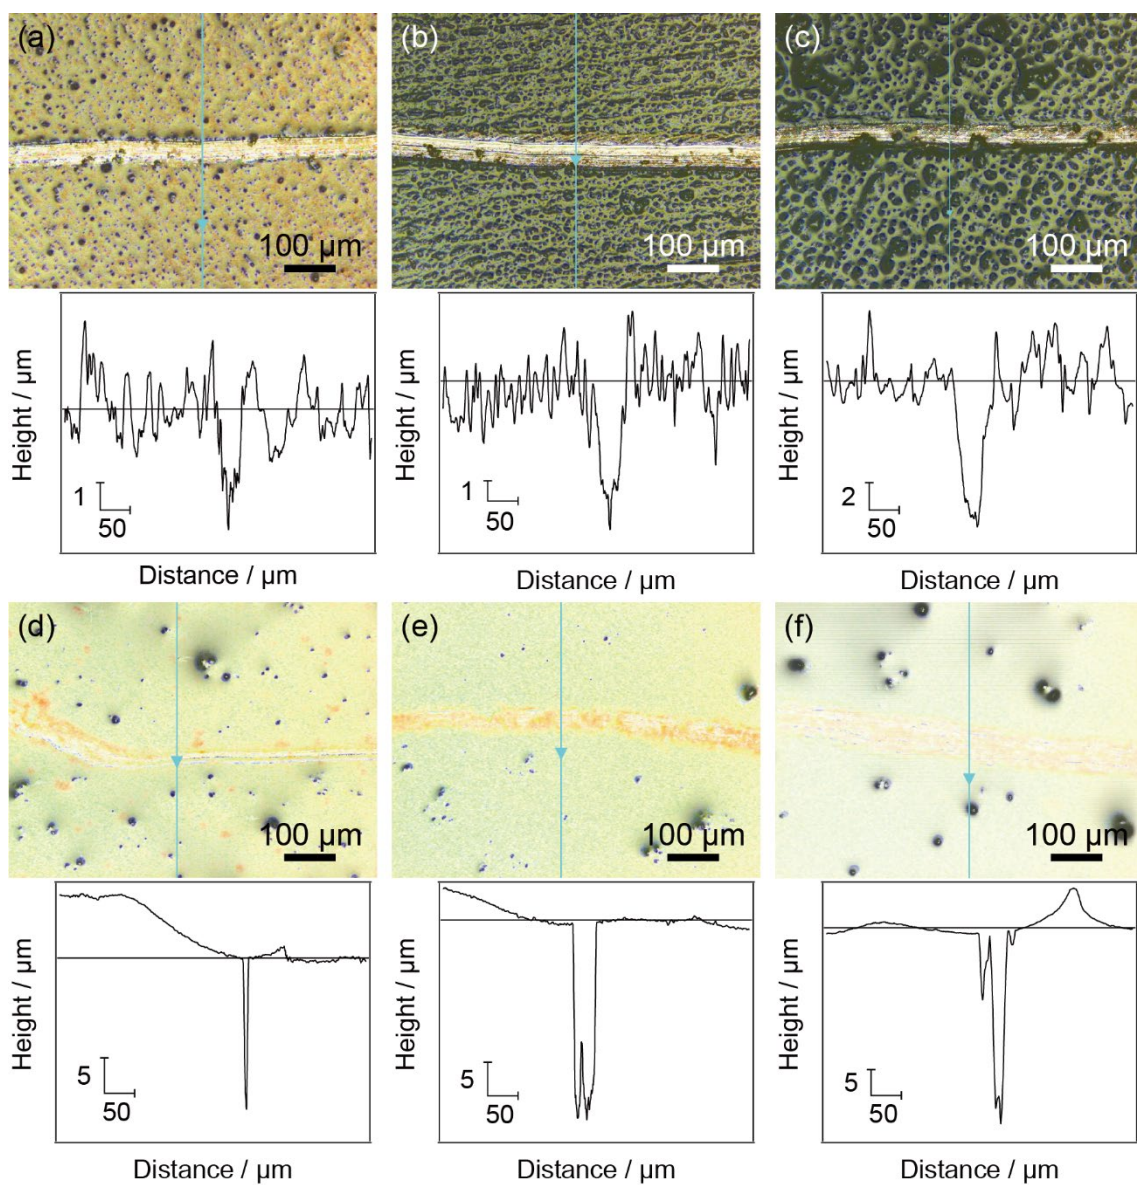 (a)
100 µm
(b)
100 µm
(c)
100 µm
Height / µm
1
50
Distance / µm
Height / µm
1
50
Distance / µm
Height / µm
2
50
Distance / µm
(d)
100 µm
(e)
100 µm
(f)
100 µm
Height / µm
5
50
Distance / µm
Height / µm
5
50
Distance / µm
Height / µm
5
50
Distance / µm